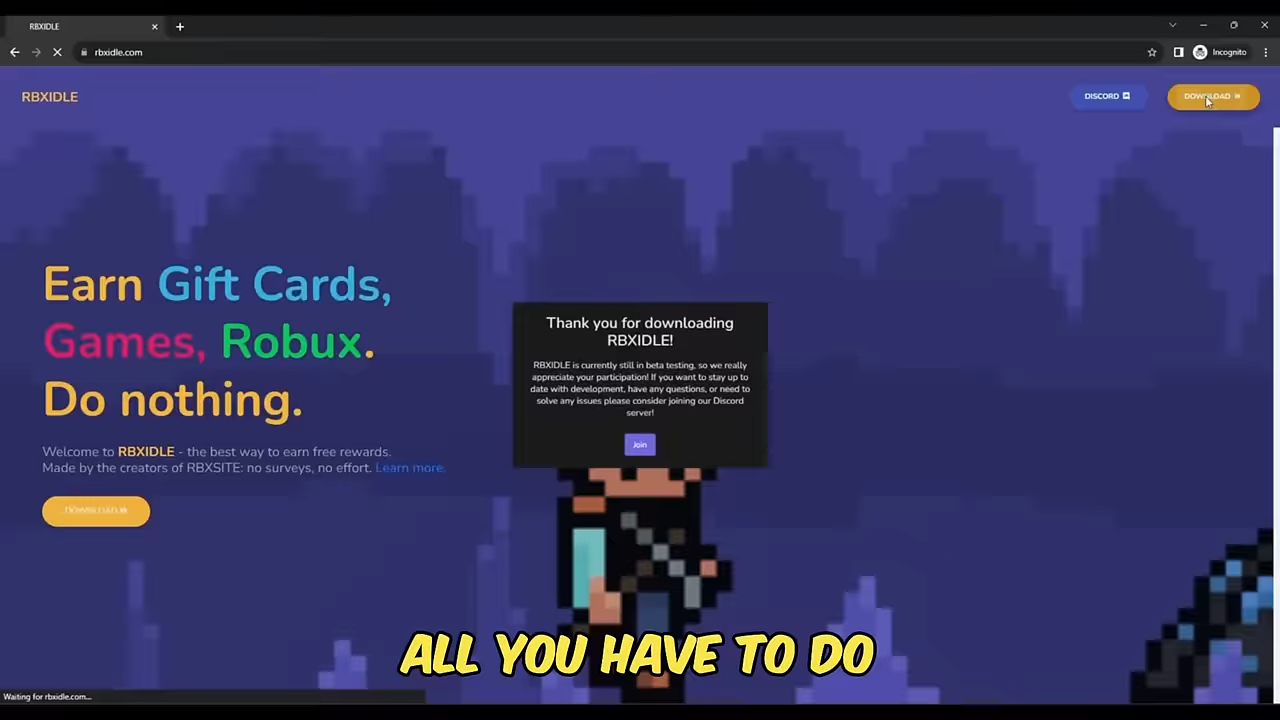 RBXIDLE
rbxidle.com
Incognito
RBXIDLE
DISCORD
DOWNLOAD
Earn Gift Cards,
Games, Robux.
Do nothing.
Welcome to RBXIDLE - the best way to earn free rewards.
Made by the creators of RBXSITE: no surveys, no effort. Learn more.
DOWNLOAD
Thank you for downloading
RBXIDLE!
RBXIDLE is currently still in beta testing, so we really
appreciate your participation! If you want to stay up to
date with development, have any questions, or need to
solve any issues please consider joining our Discord
server!
Join
ALL YOU HAVE TO DO
Waiting for rbxidle.com...